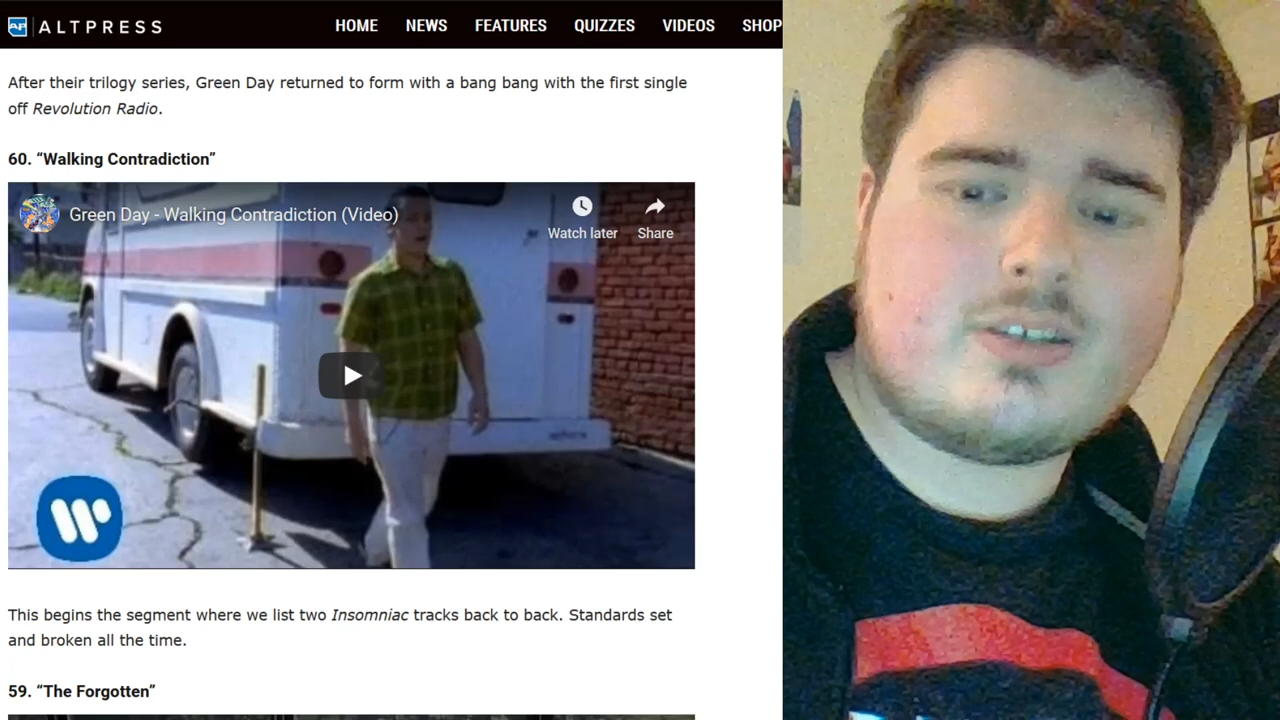 AP ALTPRESS
HOME NEWS FEATURES QUIZZES VIDEOS SHOP
After their trilogy series, Green Day returned to form with a bang bang with the first single
off Revolution Radio.
60. “Walking Contradiction”
Green Day - Walking Contradiction (Video)
Watch later
Share
This begins the segment where we list two Insomniac tracks back to back. Standards set
and broken all the time.
59. “The Forgotten”